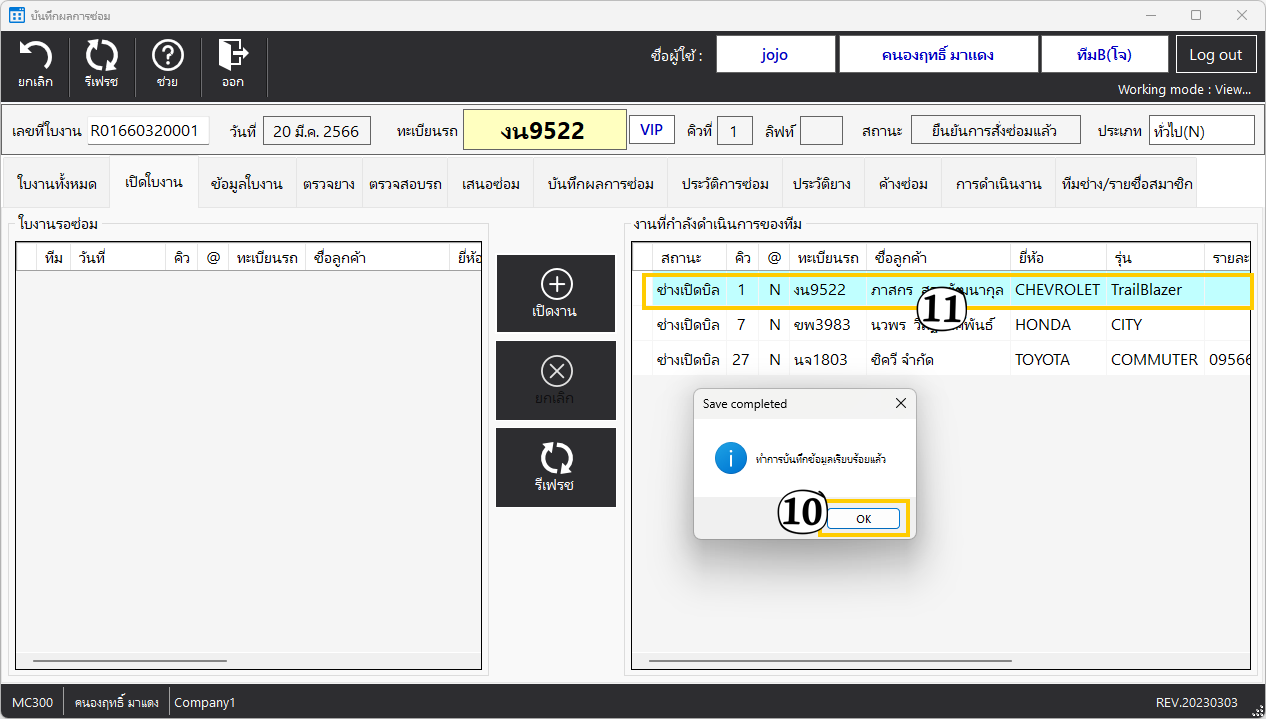 บันทึกผลการซ่อม
ยกเลิก รีเฟรช ช่วย ออก ชื่อผู้ใช้ : jojo คนองฤทธิ์ มาแดง ทีมB(โจ) Log out
Working mode : View...
เลขที่ใบงาน R01660320001 วันที่ 20 มี.ค. 2566 ทะเบียนรถ งน9522 VIP คิวที่ 1 ลิฟท์ สถานะ ยืนยันการสั่งซ่อมแล้ว ประเภท ทั่วไป(N)
ใบงานทั้งหมด เปิดใบงาน ข้อมูลใบงาน ตรวจยาง ตรวจสอบรถ เสนอซ่อม บันทึกผลการซ่อม ประวัติการซ่อม ประวัติยาง ค้างซ่อม การดำเนินงาน ทีมช่าง/รายชื่อสมาชิก
ใบงานรอซ่อม
ทีม วันที่ คิว @ ทะเบียนรถ ชื่อลูกค้า ยี่ห้อ
เปิดงาน
ยกเลิก
รีเฟรช
งานที่กำลังดำเนินการของทีม
สถานะ คิว @ ทะเบียนรถ ชื่อลูกค้า ยี่ห้อ รุ่น รายละ
ช่างเปิดบิล 1 N งน9522 ภาสกร CHEVROLET TrailBlazer
11
ช่างเปิดบิล 7 N ขพ3983 นวพร HONDA CITY
ช่างเปิดบิล 27 N นจ1803 ซิควี จำกัด TOYOTA COMMUTER 09566
Save completed
ทำการบันทึกข้อมูลเรียบร้อยแล้ว
10 OK
MC300 คนองฤทธิ์ มาแดง Company1 REV.20230303